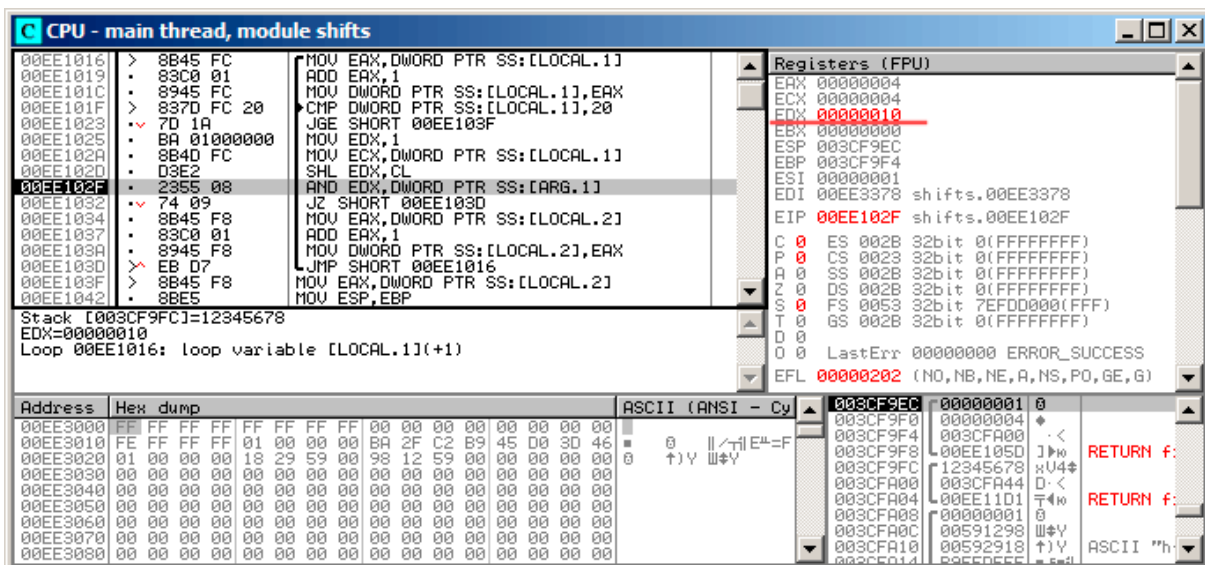 C CPU - main thread, module shifts
00EE1016 > 8B45 FC MOV EAX,DWORD PTR SS:[LOCAL.1]
00EE1019 . 83C0 01 ADD EAX,1
00EE101C . 8945 FC MOV DWORD PTR SS:[LOCAL.1],EAX
00EE101F > 837D FC 20 CMP DWORD PTR SS:[LOCAL.1],20
00EE1023 .v 7D 1A JGE SHORT 00EE103F
00EE1025 . BA 01000000 MOV EDX,1
00EE102A . 8B4D FC MOV ECX,DWORD PTR SS:[LOCAL.1]
00EE102D . D3E2 SHL EDX,CL
00EE102F . 2355 08 AND EDX,DWORD PTR SS:[ARG.1]
00EE1032 .v 74 09 JZ SHORT 00EE103D
00EE1034 . 8B45 F8 MOV EAX,DWORD PTR SS:[LOCAL.2]
00EE1037 . 83C0 01 ADD EAX,1
00EE103A . 8945 F8 MOV DWORD PTR SS:[LOCAL.2],EAX
00EE103D >^ EB D7 JMP SHORT 00EE1016
00EE103F > 8B45 F8 MOV EAX,DWORD PTR SS:[LOCAL.2]
00EE1042 . 8BE5 MOV ESP,EBP
Stack [003CF9FC]=12345678
EDX=00000010
Loop 00EE1016: loop variable [LOCAL.1](+1)
Registers (FPU)
EAX 00000004
ECX 00000004
EDX 00000010
EBX 00000000
ESP 003CF9EC
EBP 003CF9F4
ESI 00000001
EDI 00EE3378 shifts.00EE3378
EIP 00EE102F shifts.00EE102F
C 0 ES 002B 32bit 0(FFFFFFFF)
P 0 CS 0023 32bit 0(FFFFFFFF)
A 0 SS 002B 32bit 0(FFFFFFFF)
Z 0 DS 002B 32bit 0(FFFFFFFF)
S 0 FS 0053 32bit 7EFDD000(FFF)
T 0 GS 002B 32bit 0(FFFFFFFF)
D 0
O 0 LastErr 00000000 ERROR_SUCCESS
EFL 00000202 (NO,NB,NE,A,NS,PO,GE,G)
Address Hex dump ASCII (ANSI - Cy
00EE3000 FF FF FF FF FF FF FF FF 00 00 00 00 00 00 00 00
00EE3010 FE FF FF FF 01 00 00 00 BA 2F C2 B9 45 D0 3D 46
00EE3020 01 00 00 00 18 29 59 00 98 12 59 00 00 00 00 00
00EE3030 00 00 00 00 00 00 00 00 00 00 00 00 00 00 00 00
00EE3040 00 00 00 00 00 00 00 00 00 00 00 00 00 00 00 00
00EE3050 00 00 00 00 00 00 00 00 00 00 00 00 00 00 00 00
00EE3060 00 00 00 00 00 00 00 00 00 00 00 00 00 00 00 00
00EE3070 00 00 00 00 00 00 00 00 00 00 00 00 00 00 00 00
00EE3080 00 00 00 00 00 00 00 00 00 00 00 00 00 00 00 00
003CF9EC 00000001
003CF9F0 00000004 ♦
003CF9F4 003CFA00
003CF9F8 00EE105D RETURN f:
003CF9FC 12345678 xV4‡
003CFA00 003CFA44 D·<
003CFA04 00EE11D1 RETURN f:
003CFA08 00000001
003CFA0C 00591298
003CFA10 00592918 ↑)Y ASCII "h